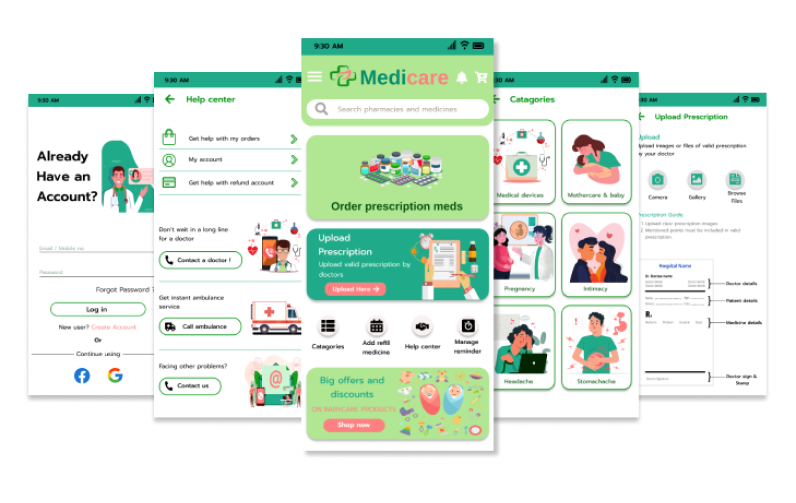 9:30 AM
Already
Have an
Account?
Email / Mobile no
Password
Forgot Password ?
Log in
New user? Create Account
Or
Continue using
9:30 AM
Help center
Get help with my orders
My account
Get help with refund account
Don't wait in a long line
for a doctor
Contact a doctor !
Get instant ambulance
service
Call ambulance
Facing other problems?
Contact us
9:30 AM
Medicare
Search pharmacies and medicines
Order prescription meds
Upload
Prescription
Upload valid prescription by
doctors
Upload Here
Catagories
Add refill
medicine
Help center
Manage
reminder
Big offers and
discounts
ON BABYCARE PRODUCTS
Shop now
AM
Catagories
Medical devices
Mothercare & baby
Pregnancy
Intimacy
Headache
Stomachache
30 AM
Upload Prescription
Upload
Upload images or files of valid prescription
by your doctor
Camera
Gallery
Browse
Files
rescription Guide
1 Upload clear prescription images
2 Mentioned points must be included in valid
prescription.
Hospital Name
Doctor details
Patient details
Medicine details
Doctor sign &
Stamp